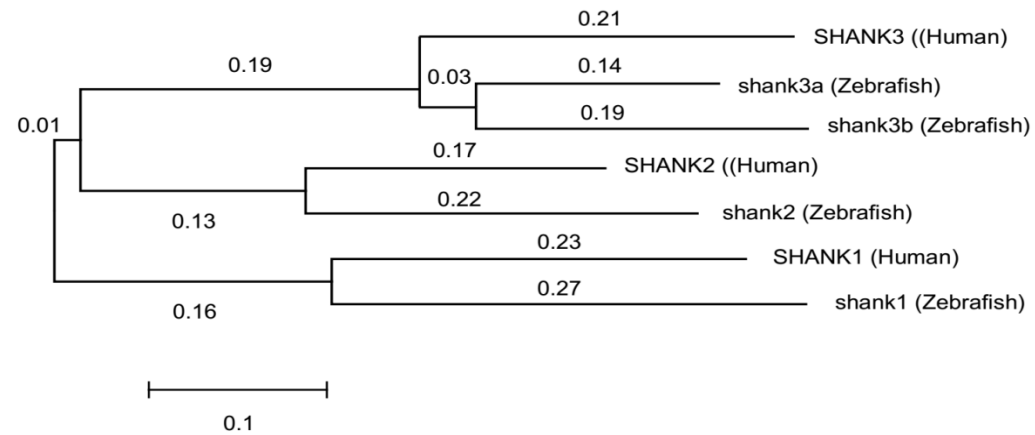 0.21
SHANK3 ((Human)
0.19
0.03
0.14
shank3a (Zebrafish)
0.01
0.19
shank3b (Zebrafish)
0.17
SHANK2 ((Human)
0.13
0.22
shank2 (Zebrafish)
0.23
SHANK1 (Human)
0.16
0.27
shank1 (Zebrafish)
0.1